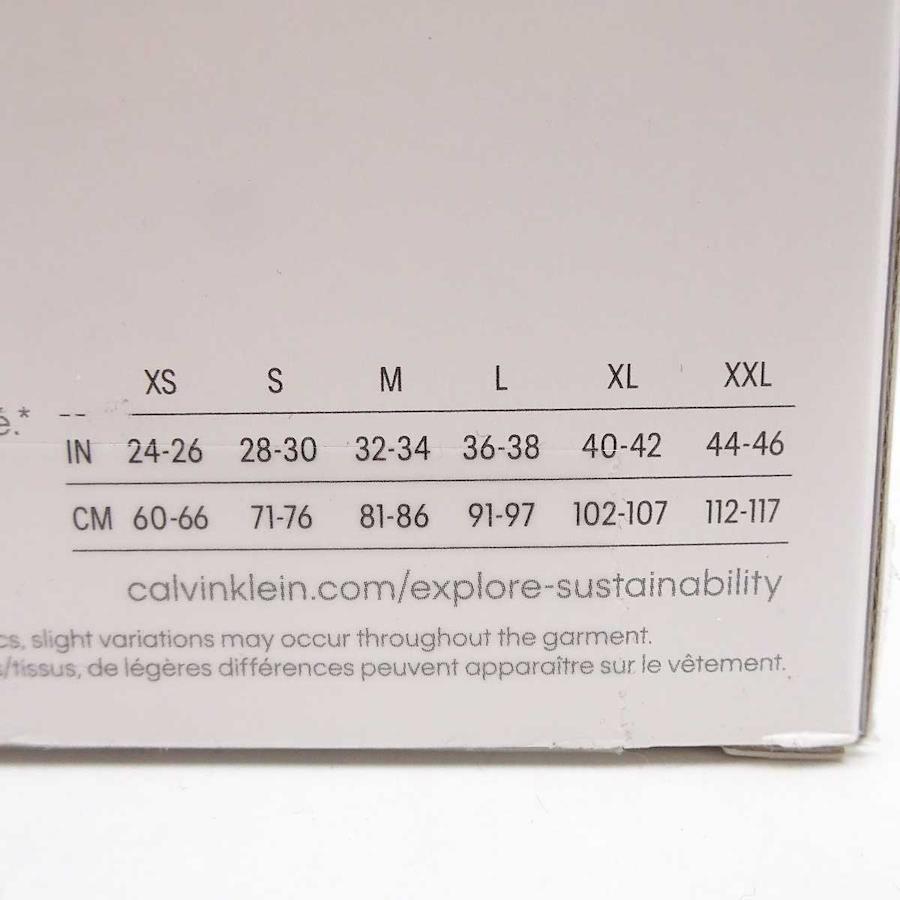 XS S M L XL XXL
é.* --
IN 24-26 28-30 32-34 36-38 40-42 44-46
CM 60-66 71-76 81-86 91-97 102-107 112-117
calvinklein.com/explore-sustainability
cs, slight variations may occur throughout the garment.
s/tissus, de légères différences peuvent apparaître sur le vêtement.